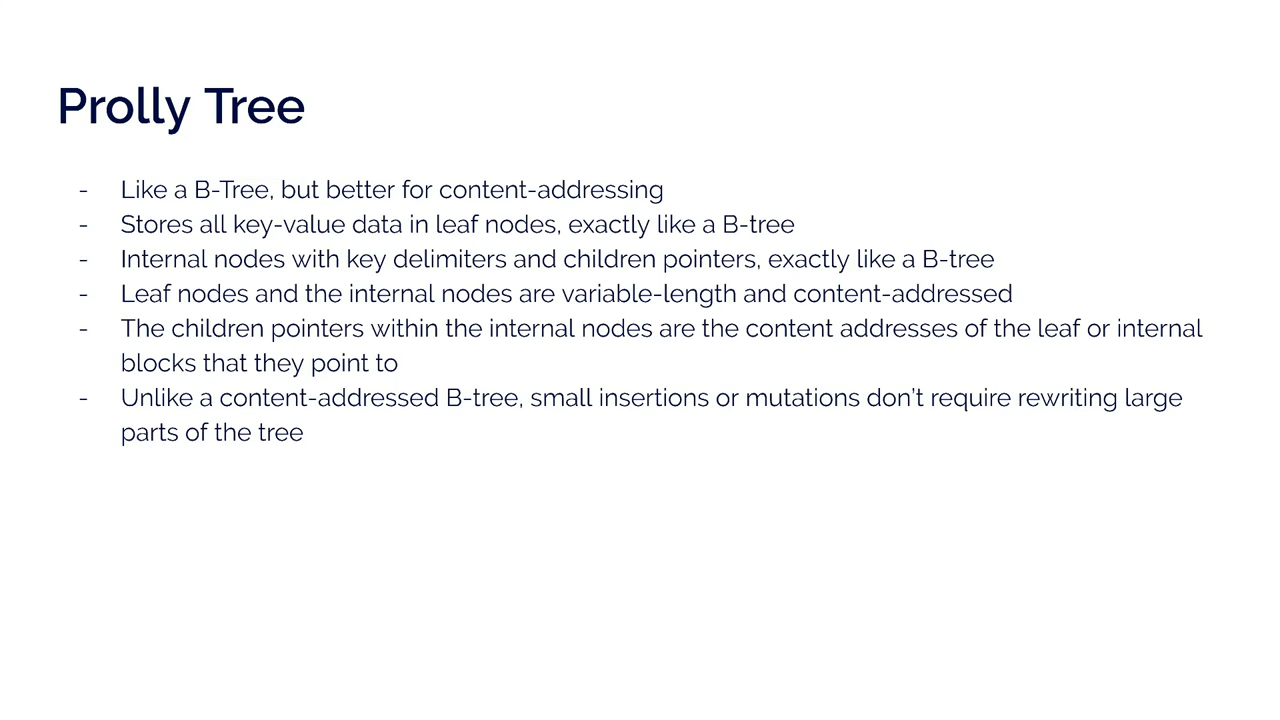 Prolly Tree
- Like a B-Tree, but better for content-addressing
- Stores all key-value data in leaf nodes, exactly like a B-tree
- Internal nodes with key delimiters and children pointers, exactly like a B-tree
- Leaf nodes and the internal nodes are variable-length and content-addressed
- The children pointers within the internal nodes are the content addresses of the leaf or internal
blocks that they point to
- Unlike a content-addressed B-tree, small insertions or mutations don’t require rewriting large
parts of the tree